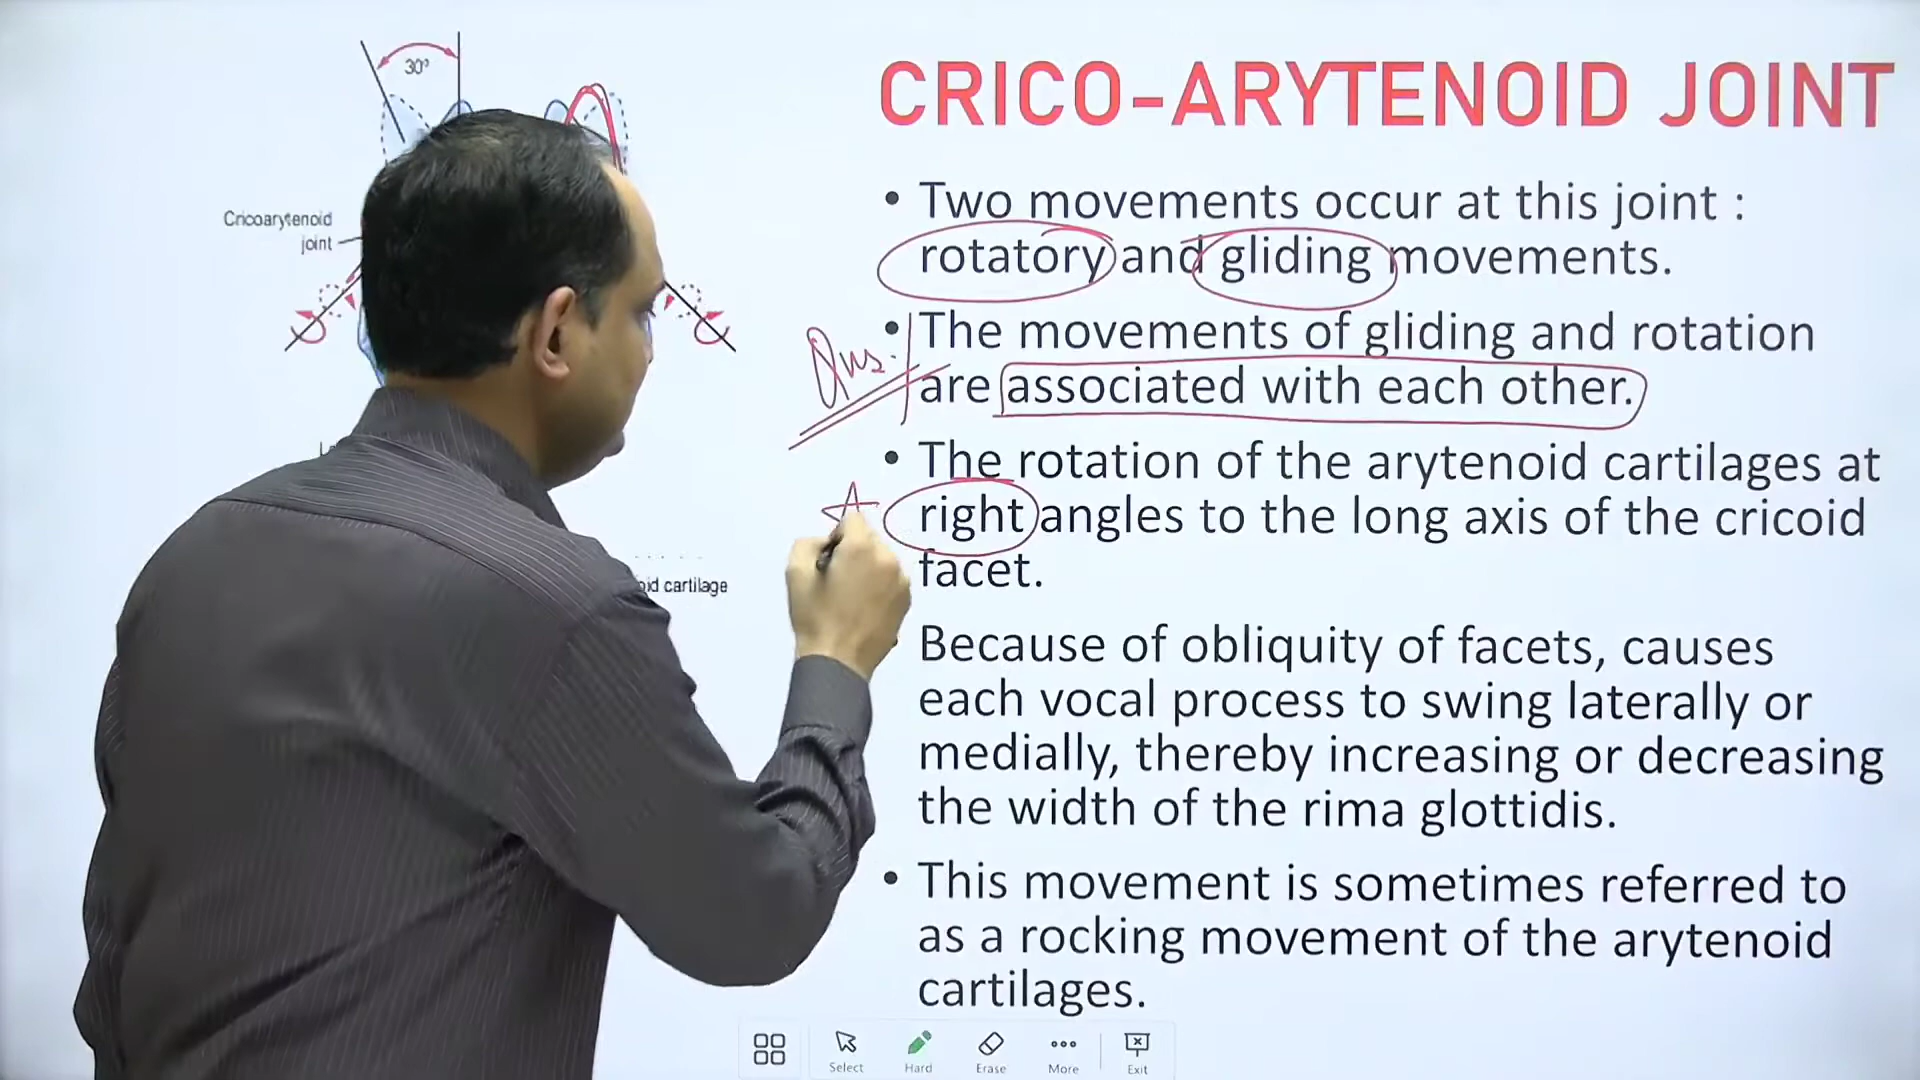 30°
Cricoarytenoid
joint
cartilage
CRICO-ARYTENOID JOINT
• Two movements occur at this joint :
rotatory and gliding movements.
Qus.
• The movements of gliding and rotation
are associated with each other.
• The rotation of the arytenoid cartilages at
right angles to the long axis of the cricoid
facet.
Because of obliquity of facets, causes
each vocal process to swing laterally or
medially, thereby increasing or decreasing
the width of the rima glottidis.
• This movement is sometimes referred to
as a rocking movement of the arytenoid
cartilages.
Select
Hard
Erase
More
Exit